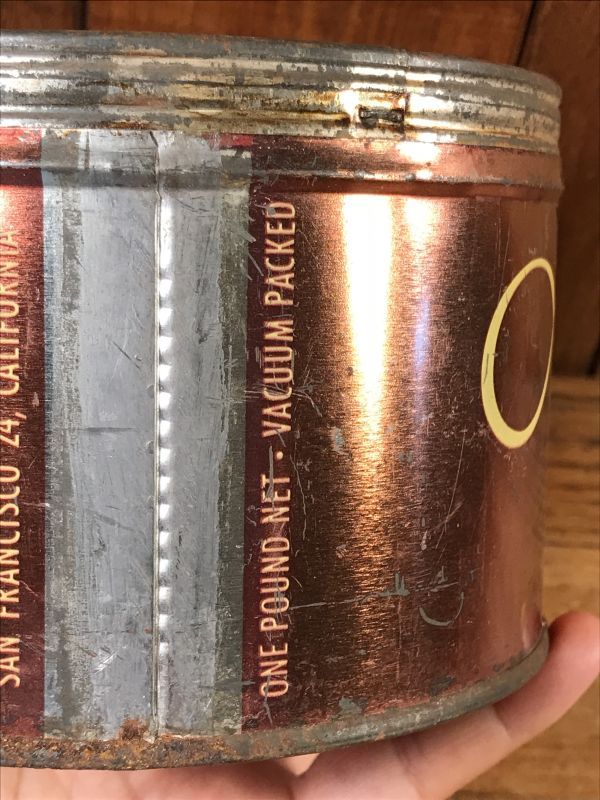 SAN FRANCISCO 24, CALIFORNIA
ONE POUND NET · VACUUM PACKED